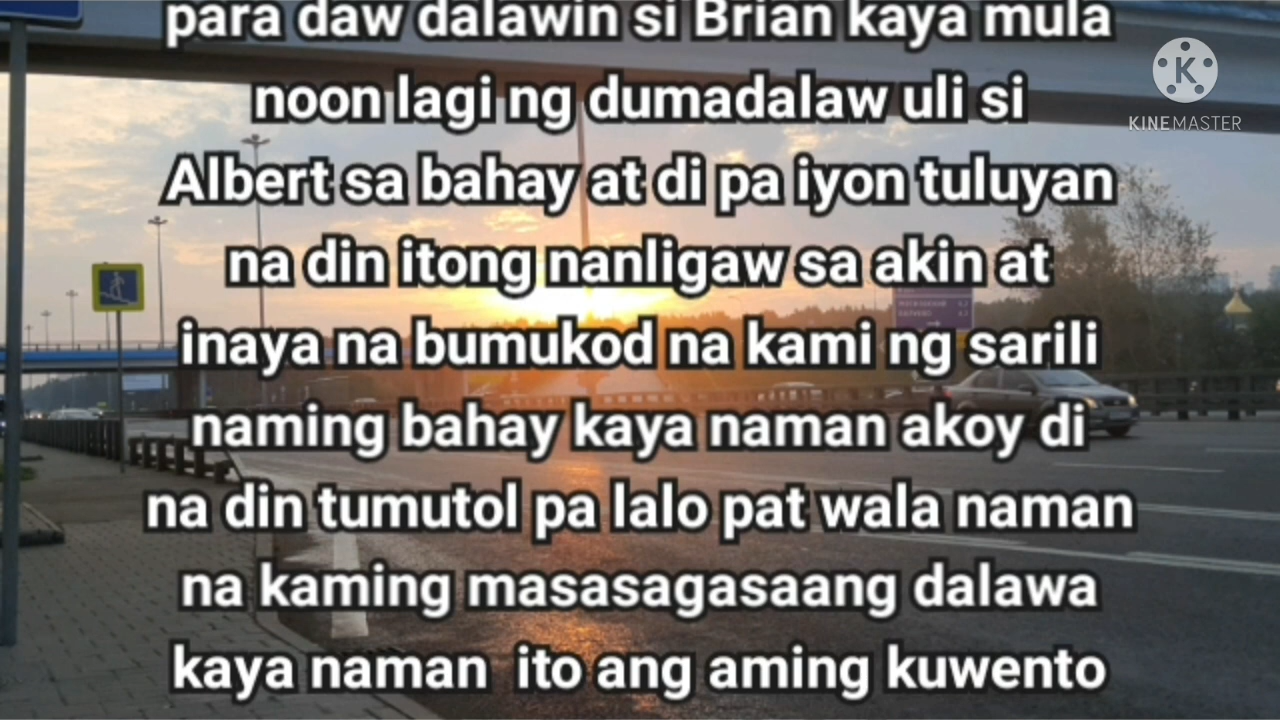 para daw dalawin si Brian kaya mula
noon lagi ng dumadalaw uli si
Albert sa bahay at di pa iyon tuluyan
na din itong nanligaw sa akin at
inaya na bumukod na kami ng sarili
naming bahay kaya naman akoy di
na din tumutol pa lalo pat wala naman
na kaming masasagasaang dalawa
kaya naman ito ang aming kuwento
K
KINEMASTER